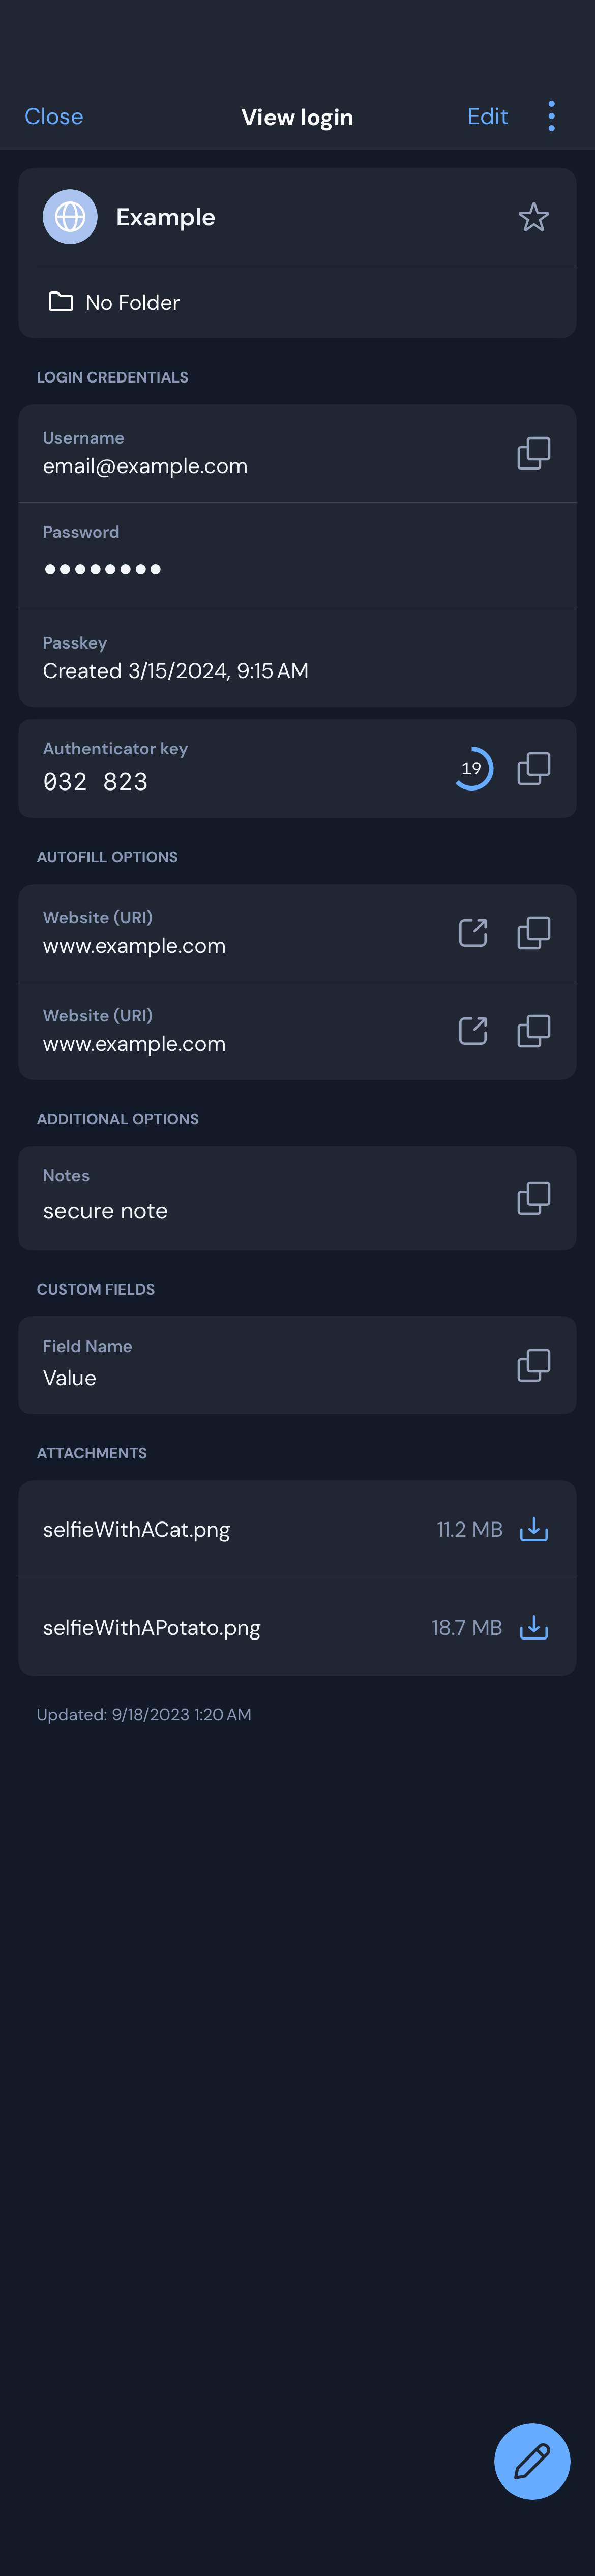 Close
View login
Edit
Example
No Folder
LOGIN CREDENTIALS
Username
email@example.com
Password
●●●●●●●●
Passkey
Created 3/15/2024, 9:15 AM
Authenticator key
032 823
19
AUTOFILL OPTIONS
Website (URI)
www.example.com
Website (URI)
www.example.com
ADDITIONAL OPTIONS
Notes
secure note
CUSTOM FIELDS
Field Name
Value
ATTACHMENTS
selfieWithACat.png 11.2 MB
selfieWithAPotato.png 18.7 MB
Updated: 9/18/2023 1:20 AM